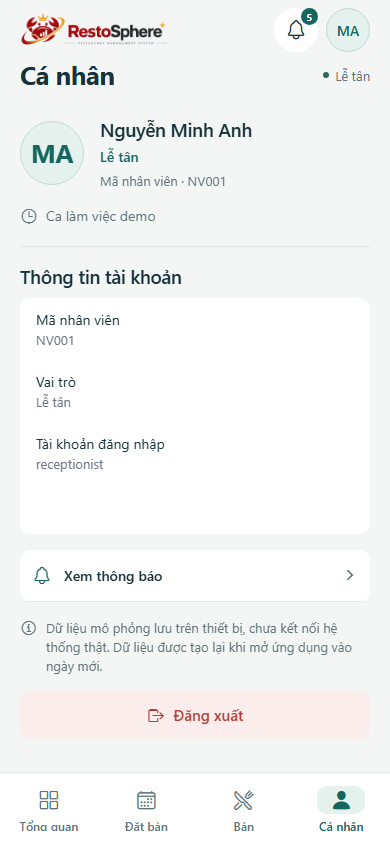 RestoSphere
RESTAURANT MANAGEMENT SYSTEM
5
MA
Cá nhân
Lễ tân
MA
Nguyễn Minh Anh
Lễ tân
Mã nhân viên · NV001
Ca làm việc demo
Thông tin tài khoản
Mã nhân viên
NV001
Vai trò
Lễ tân
Tài khoản đăng nhập
receptionist
Xem thông báo
Dữ liệu mô phỏng lưu trên thiết bị, chưa kết nối hệ
thống thật. Dữ liệu được tạo lại khi mở ứng dụng vào
ngày mới.
Đăng xuất
Tổng quan
Đặt bàn
Bàn
Cá nhân